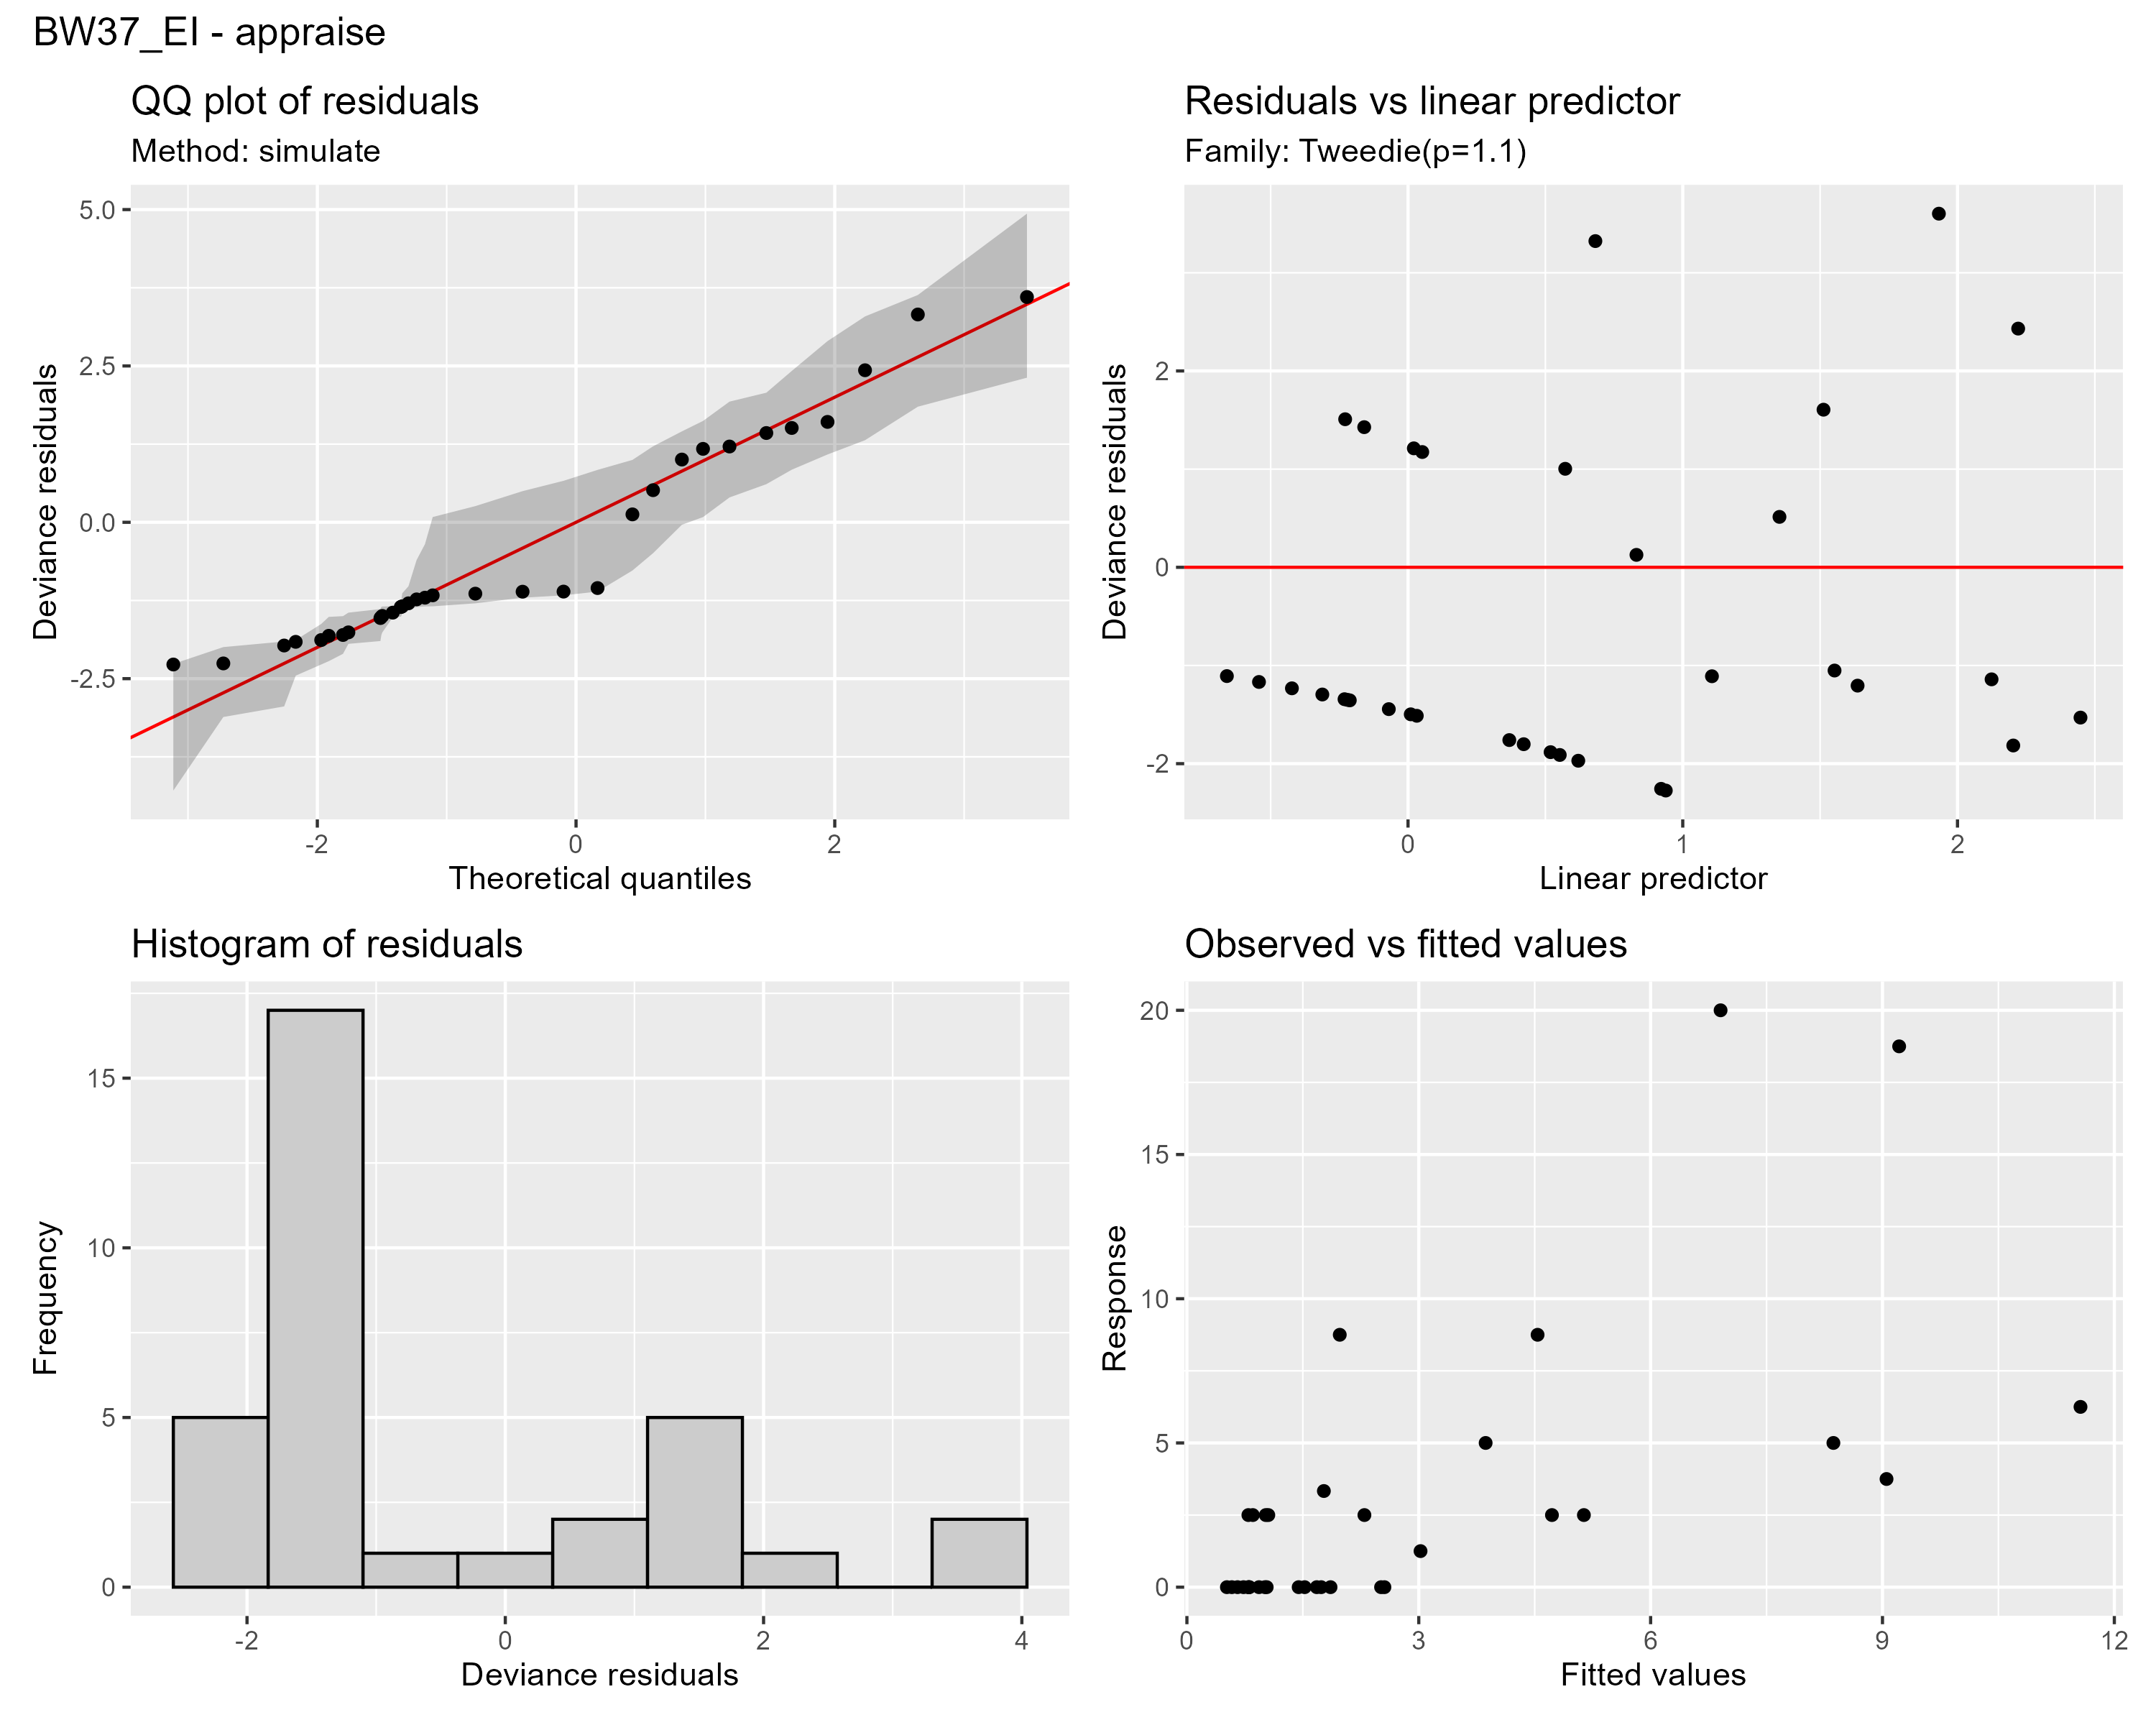 BW37_EI - appraise
QQ plot of residuals
Method: simulate
5.0
2.5
0.0
-2.5
-2
0
2
Deviance residuals
Theoretical quantiles
Residuals vs linear predictor
Family: Tweedie(p=1.1)
2
0
-2
0
1
2
Deviance residuals
Linear predictor
Histogram of residuals
15
10
5
0
-2
0
2
4
Frequency
Deviance residuals
Observed vs fitted values
20
15
10
5
0
0
3
6
9
12
Response
Fitted values